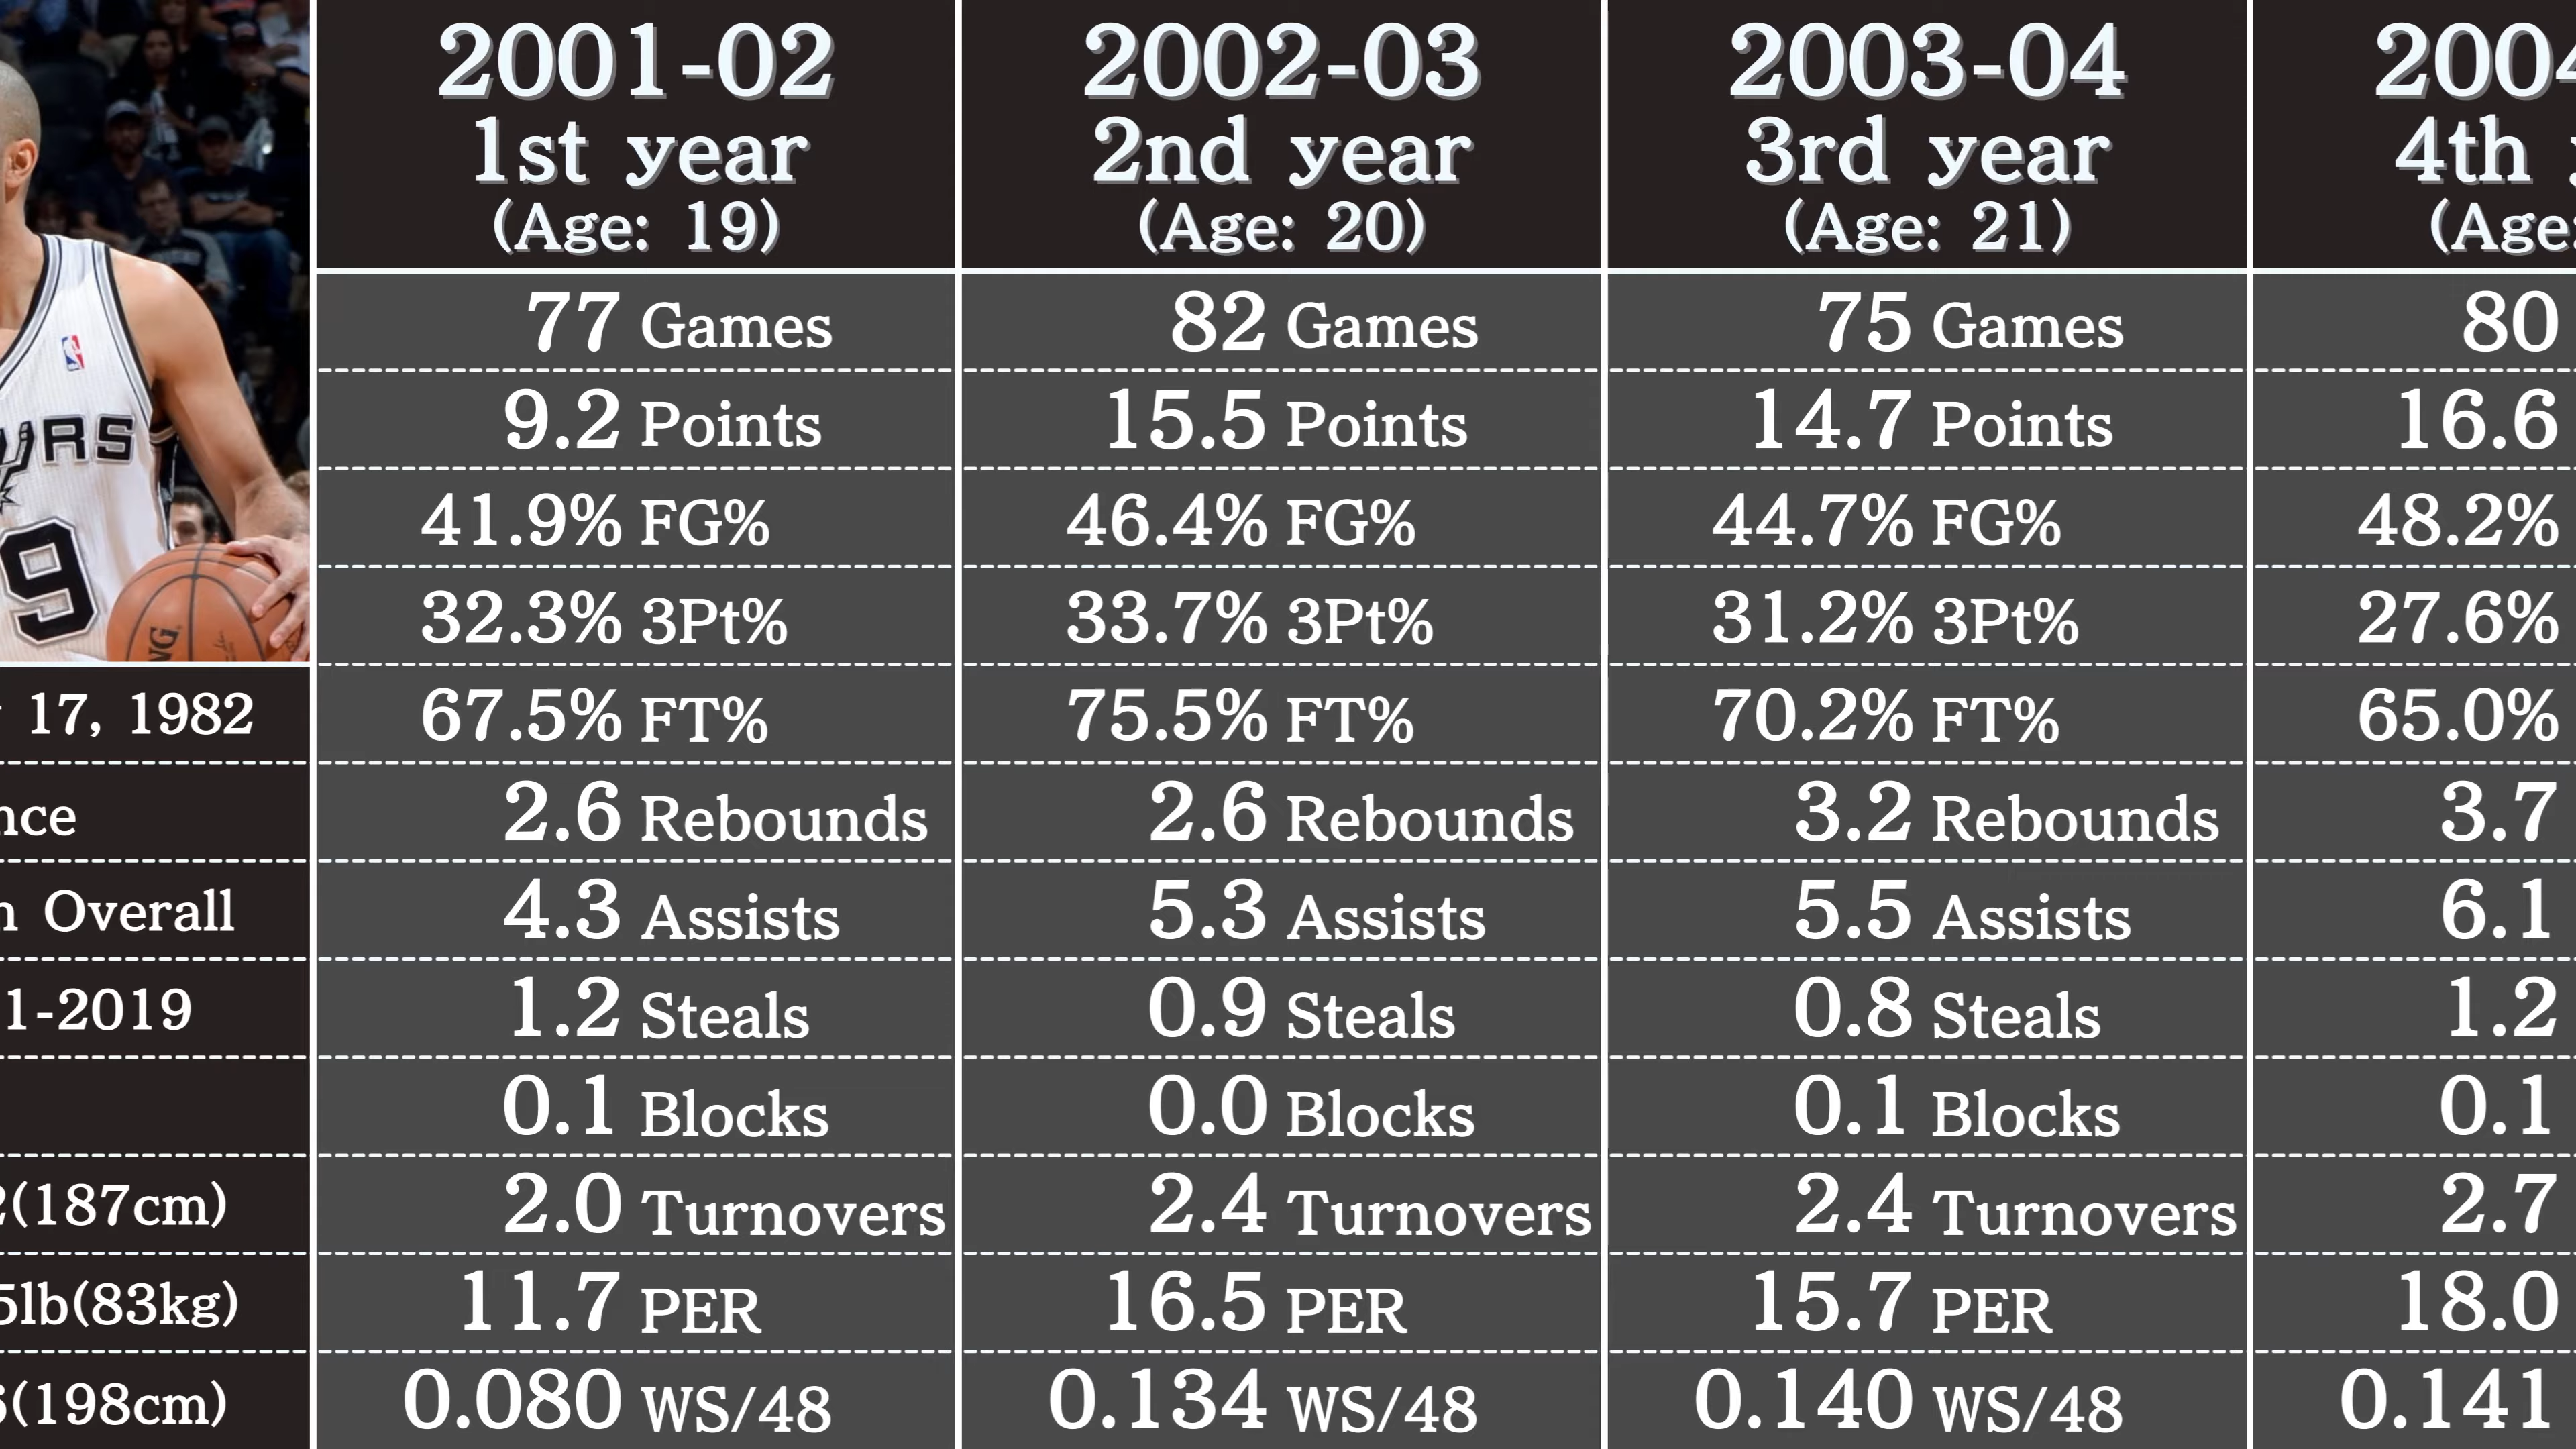 URS
9
17, 1982
Overall
1-2019
(187cm)
5lb(83kg)
(198cm)
2001-02
1st year
(Age: 19)
77 Games
9.2 Points
41.9% FG%
32.3% 3Pt%
67.5% FT%
2.6 Rebounds
4.3 Assists
1.2 Steals
0.1 Blocks
2.0 Turnovers
11.7 PER
0.080 WS/48
2002-03
2nd year
(Age: 20)
82 Games
15.5 Points
46.4% FG%
33.7% 3Pt%
75.5% FT%
2.6 Rebounds
5.3 Assists
0.9 Steals
0.0 Blocks
2.4 Turnovers
16.5 PER
0.134 WS/48
2003-04
3rd year
(Age: 21)
75 Games
14.7 Points
44.7% FG%
31.2% 3Pt%
70.2% FT%
3.2 Rebounds
5.5 Assists
0.8 Steals
0.1 Blocks
2.4 Turnovers
15.7 PER
0.140 WS/48
2004
4th
(Age:
80
16.6
48.2%
27.6%
65.0%
3.7
6.1
1.2
0.1
2.7
18.0
0.141